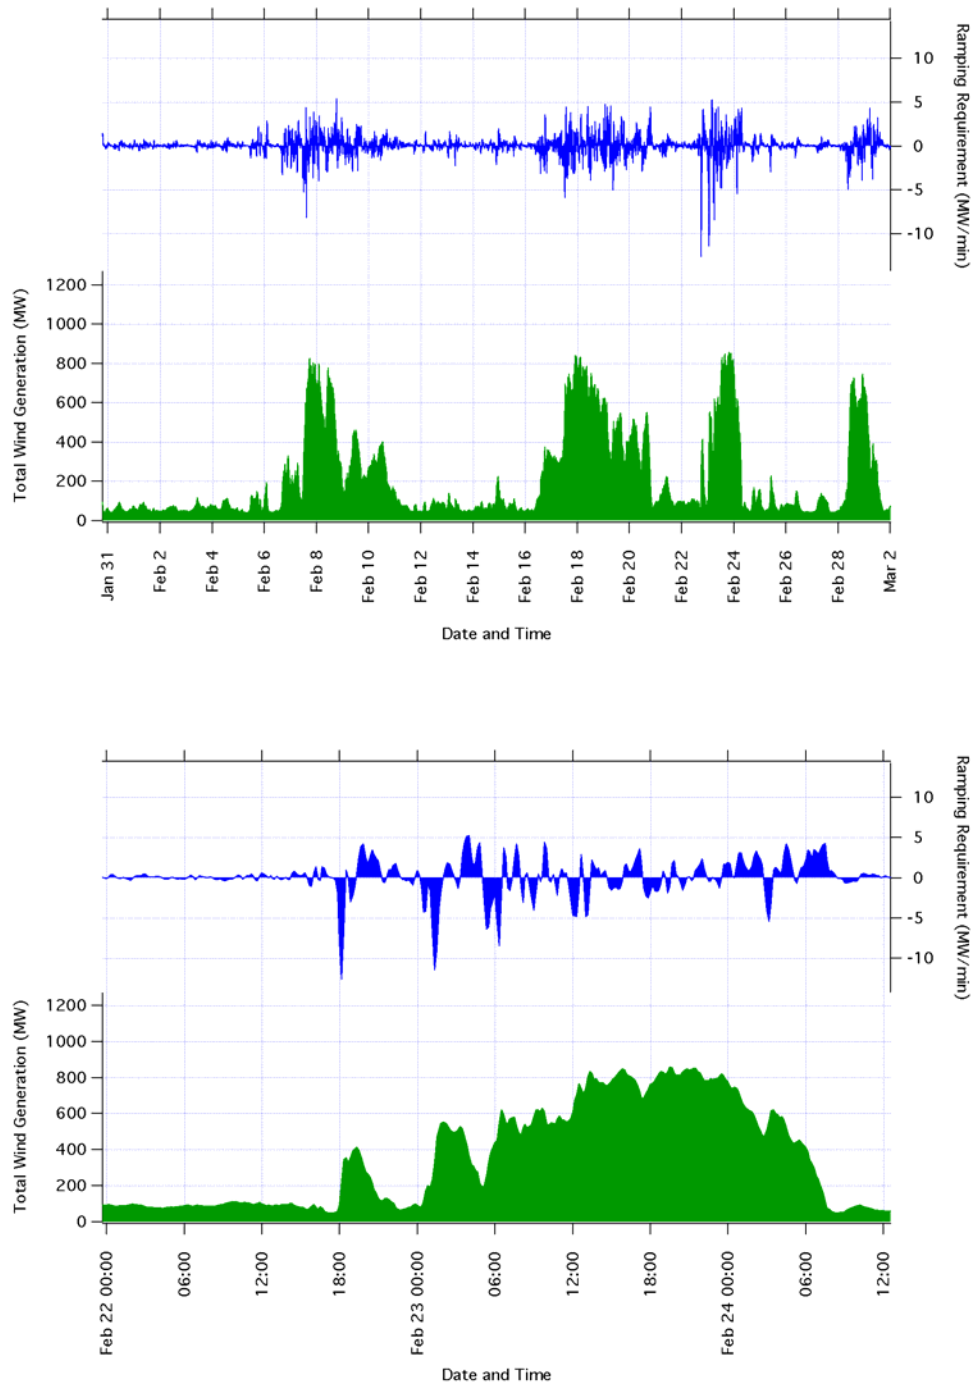 Ramping Requirement (MW/min)
10
5
0
-5
-10
Total Wind Generation (MW)
1200
1000
800
600
400
200
0
Jan 31
Feb 2
Feb 4
Feb 6
Feb 8
Feb 10
Feb 12
Feb 14
Feb 16
Feb 18
Feb 20
Feb 22
Feb 24
Feb 26
Feb 28
Mar 2
Date and Time
Ramping Requirement (MW/min)
10
5
0
-5
-10
Total Wind Generation (MW)
1200
1000
800
600
400
200
0
Feb 22 00:00
06:00
12:00
18:00
Feb 23 00:00
06:00
12:00
18:00
Feb 24 00:00
06:00
12:00
Date and Time